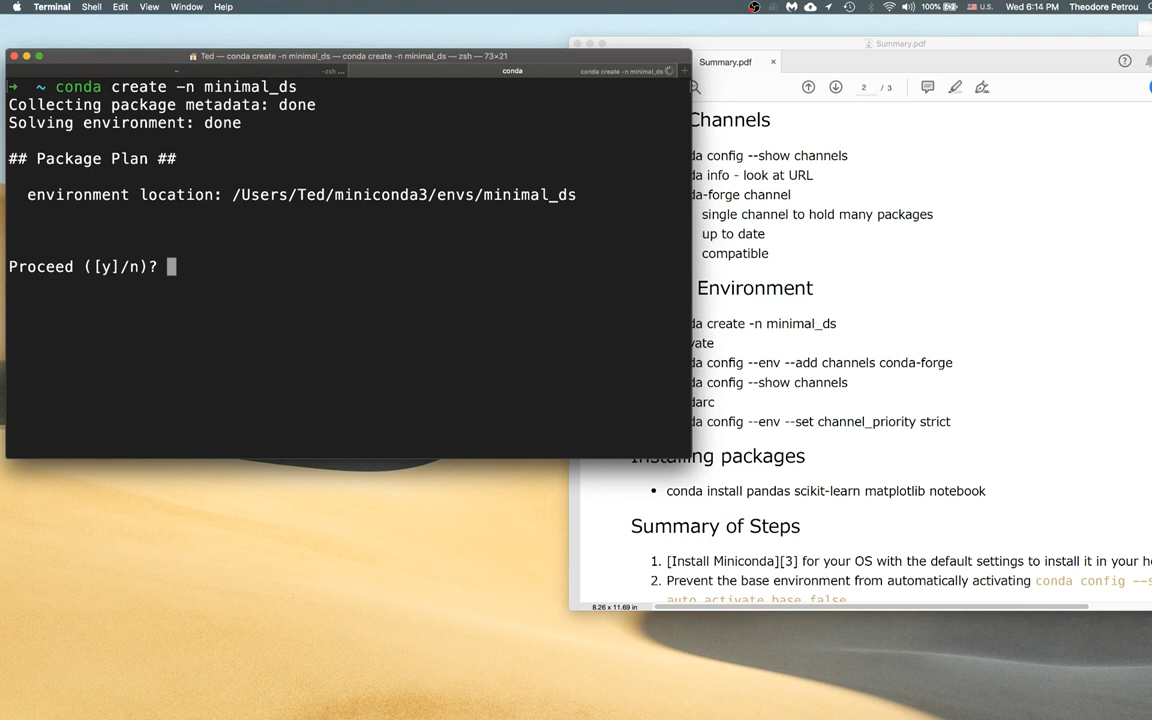 Terminal Shell Edit View Window Help 100% U.S. Wed 6:14 PM Theodore Petrou
Ted — conda create -n minimal_ds — conda create -n minimal_ds — zsh — 73×21
~ -zsh ... conda conda create -n minimal_ds
→ ~ conda create -n minimal_ds
Collecting package metadata: done
Solving environment: done
## Package Plan ##
environment location: /Users/Ted/miniconda3/envs/minimal_ds
Proceed ([y]/n)?
Summary.pdf
Summary.pdf ×
2 / 3
Channels
da config --show channels
da info - look at URL
da-forge channel
single channel to hold many packages
up to date
compatible
Environment
da create -n minimal_ds
vate
da config --env --add channels conda-forge
da config --show channels
darc
da config --env --set channel_priority strict
Installing packages
• conda install pandas scikit-learn matplotlib notebook
Summary of Steps
1. [Install Miniconda][3] for your OS with the default settings to install it in your h
2. Prevent the base environment from automatically activating conda config --s
auto_activate_base false
8.26 x 11.69 in